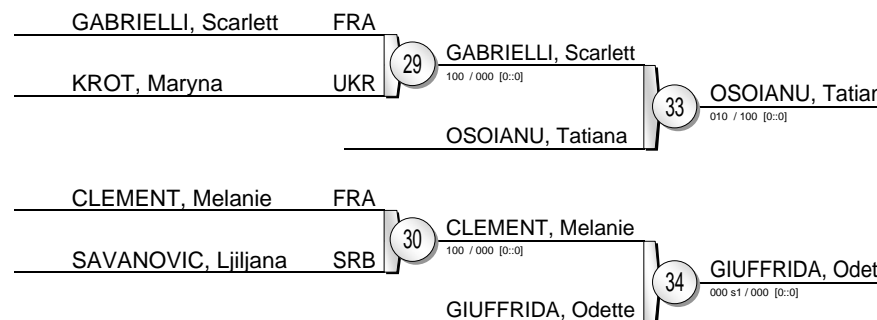 GABRIELLI, Scarlett FRA
29
GABRIELLI, Scarlett
100 / 000 [0::0]
KROT, Maryna UKR
33
OSOIANU, Tatian
010 / 100 [0::0]
OSOIANU, Tatiana
CLEMENT, Melanie FRA
30
CLEMENT, Melanie
100 / 000 [0::0]
SAVANOVIC, Ljiljana SRB
34
GIUFFRIDA, Odet
000 s1 / 000 [0::0]
GIUFFRIDA, Odette